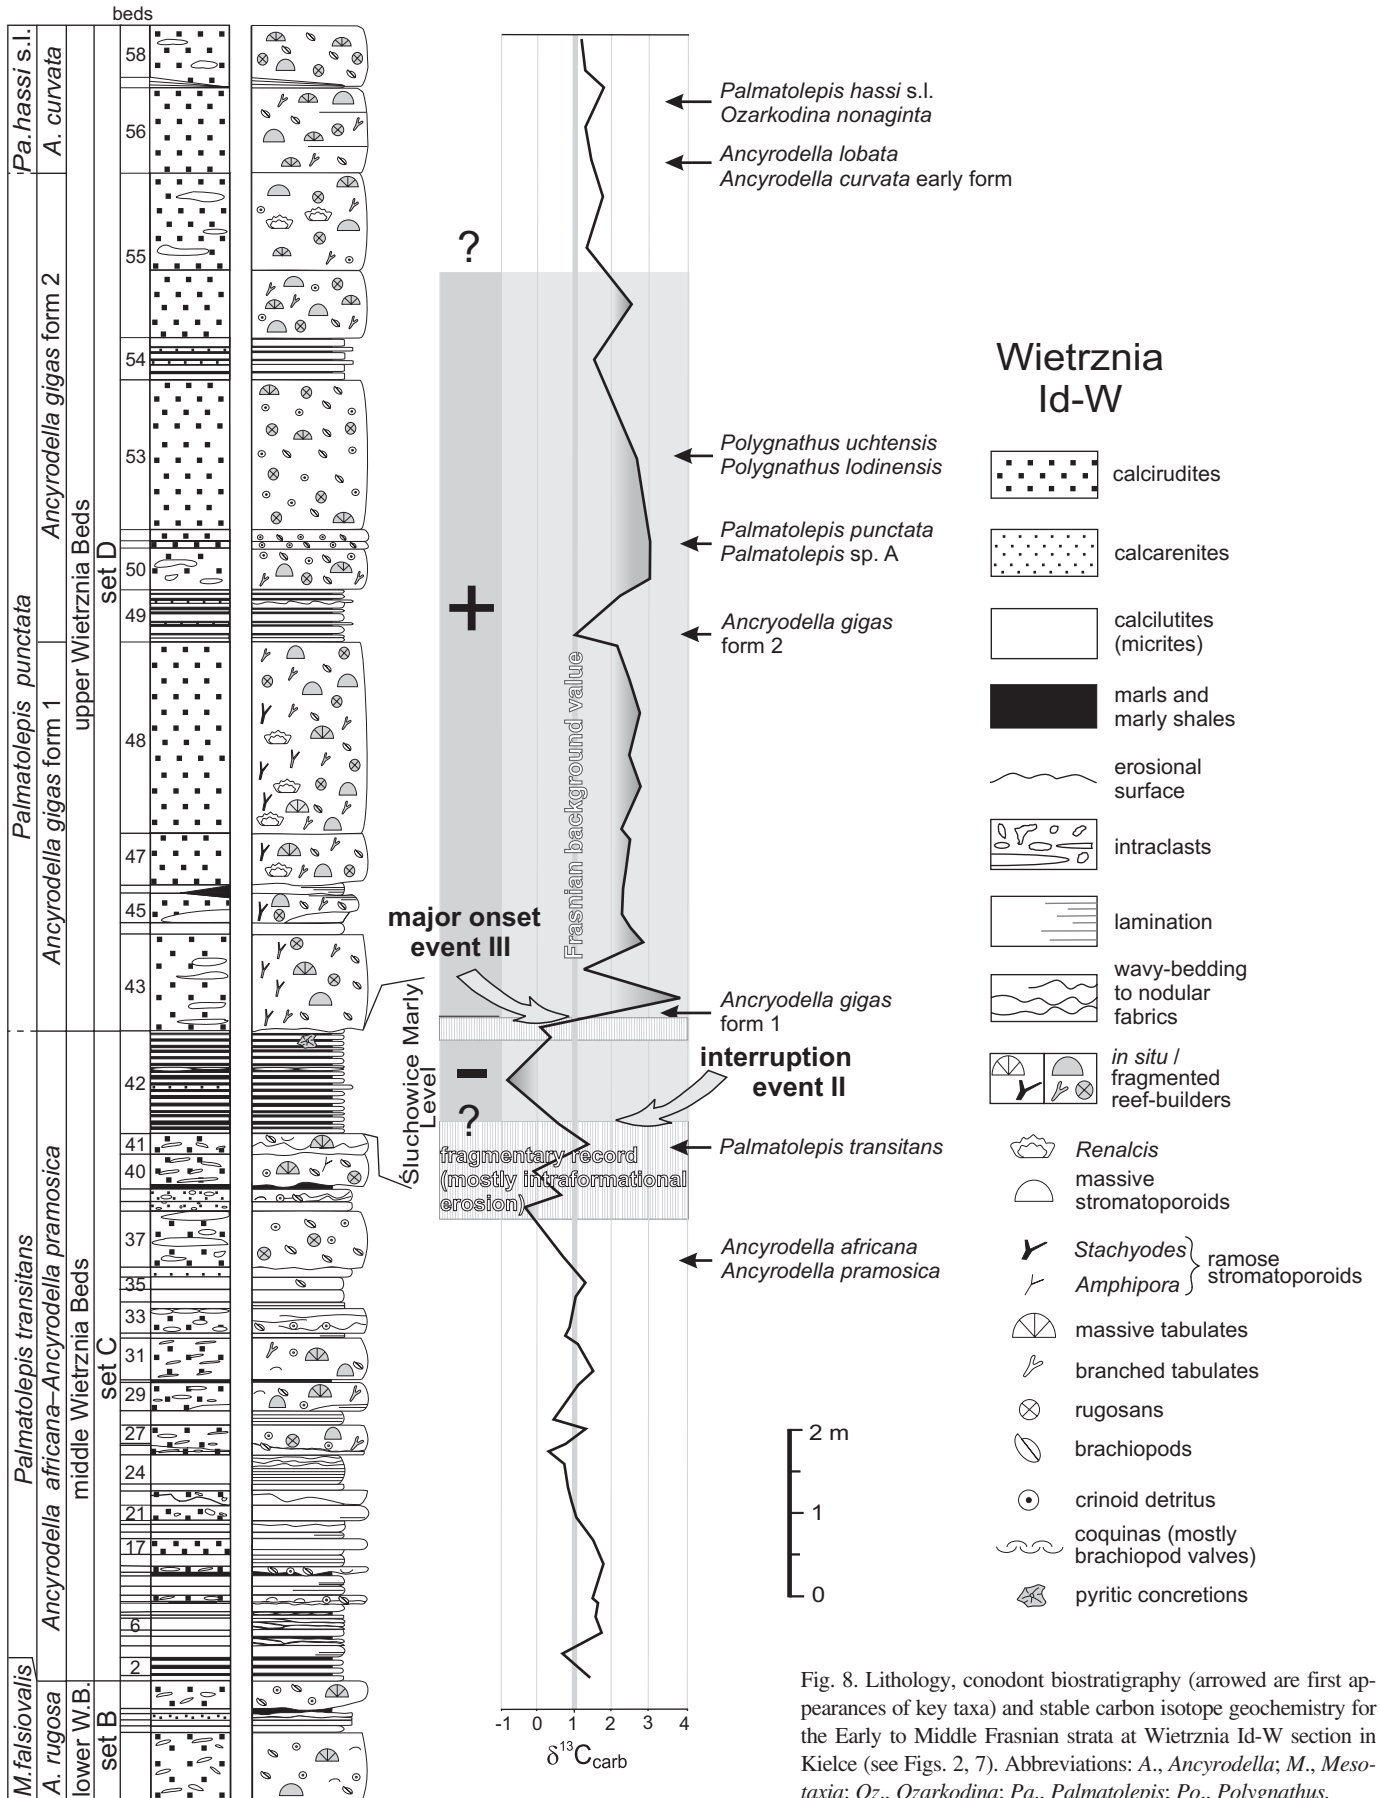 beds
Pa.hassi s.l.
Palmatolepis punctata
Palmatolepis transitans
M.falsiovalis
A. curvata
Ancyrodella gigas form 2
Ancyrodella gigas form 1
Ancyrodella africana–Ancyrodella pramosica
A. rugosa
upper Wietrznia Beds
middle Wietrznia Beds
lower W.B.
set D
set C
set B
58
56
55
54
53
50
49
48
47
45
43
42
41
40
37
35
33
31
29
27
24
21
17
6
2
major onset
event III
Śluchowice Marly
Level
?
+
–
?
Frasnian background value
interruption
event II
fragmentary record
(mostly intraformational
erosion)
-1 0 1 2 3 4
δ13Ccarb
Palmatolepis hassi s.l.
Ozarkodina nonaginta
Ancyrodella lobata
Ancyrodella curvata early form
Polygnathus uchtensis
Polygnathus lodinensis
Palmatolepis punctata
Palmatolepis sp. A
Ancryodella gigas
form 2
Ancryodella gigas
form 1
Palmatolepis transitans
Ancyrodella africana
Ancyrodella pramosica
2 m
1
0
Wietrznia
Id-W
calcirudites
calcarenites
calcilutites
(micrites)
marls and
marly shales
erosional
surface
intraclasts
lamination
wavy-bedding
to nodular
fabrics
in situ /
fragmented
reef-builders
Renalcis
massive
stromatoporoids
Stachyodes
Amphipora
ramose
stromatoporoids
massive tabulates
branched tabulates
rugosans
brachiopods
crinoid detritus
coquinas (mostly
brachiopod valves)
pyritic concretions
Fig. 8. Lithology, conodont biostratigraphy (arrowed are first ap-
pearances of key taxa) and stable carbon isotope geochemistry for
the Early to Middle Frasnian strata at Wietrznia Id-W section in
Kielce (see Figs. 2, 7). Abbreviations: A., Ancyrodella; M., Meso-
taxia; Oz., Ozarkodina; Pa., Palmatolepis; Po., Polygnathus.